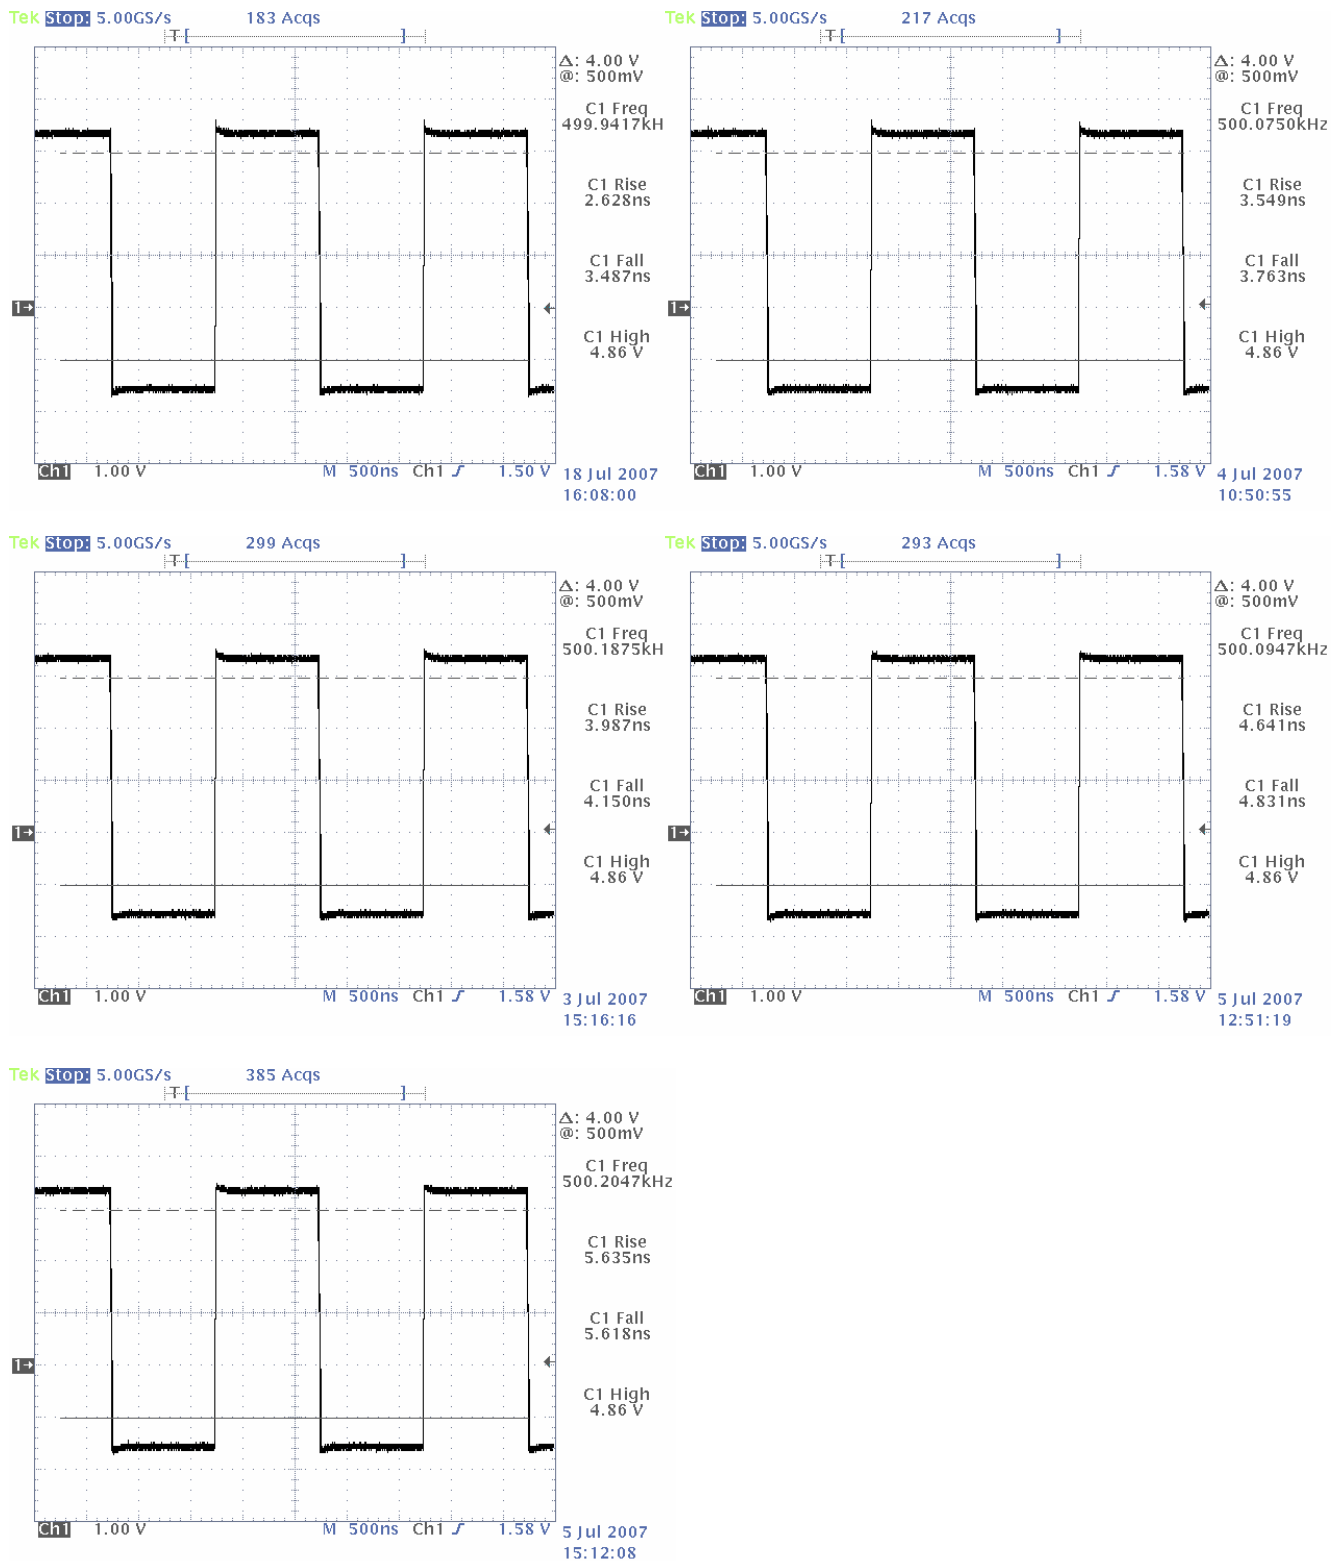 Tek Stop: 5.00GS/s 183 Acqs
T [ ]
Δ: 4.00 V
@: 500mV
C1 Freq
499.9417kH
C1 Rise
2.628ns
C1 Fall
3.487ns
C1 High
4.86 V
1
Ch1 1.00 V M 500ns Ch1 1.50 V
18 Jul 2007
16:08:00
Tek Stop: 5.00GS/s 217 Acqs
T [ ]
Δ: 4.00 V
@: 500mV
C1 Freq
500.0750kHz
C1 Rise
3.549ns
C1 Fall
3.763ns
C1 High
4.86 V
1
Ch1 1.00 V M 500ns Ch1 1.58 V
4 Jul 2007
10:50:55
Tek Stop: 5.00GS/s 299 Acqs
T [ ]
Δ: 4.00 V
@: 500mV
C1 Freq
500.1875kH
C1 Rise
3.987ns
C1 Fall
4.150ns
C1 High
4.86 V
1
Ch1 1.00 V M 500ns Ch1 1.58 V
3 Jul 2007
15:16:16
Tek Stop: 5.00GS/s 293 Acqs
T [ ]
Δ: 4.00 V
@: 500mV
C1 Freq
500.0947kHz
C1 Rise
4.641ns
C1 Fall
4.831ns
C1 High
4.86 V
1
Ch1 1.00 V M 500ns Ch1 1.58 V
5 Jul 2007
12:51:19
Tek Stop: 5.00GS/s 385 Acqs
T [ ]
Δ: 4.00 V
@: 500mV
C1 Freq
500.2047kHz
C1 Rise
5.635ns
C1 Fall
5.618ns
C1 High
4.86 V
1
Ch1 1.00 V M 500ns Ch1 1.58 V
5 Jul 2007
15:12:08